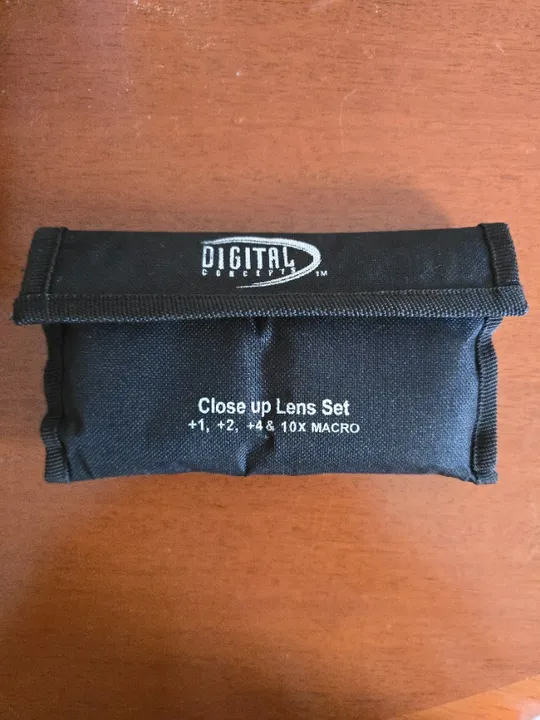 DIGITAL
CONCEPTS ™
Close up Lens Set
+1, +2, +4 & 10X MACRO